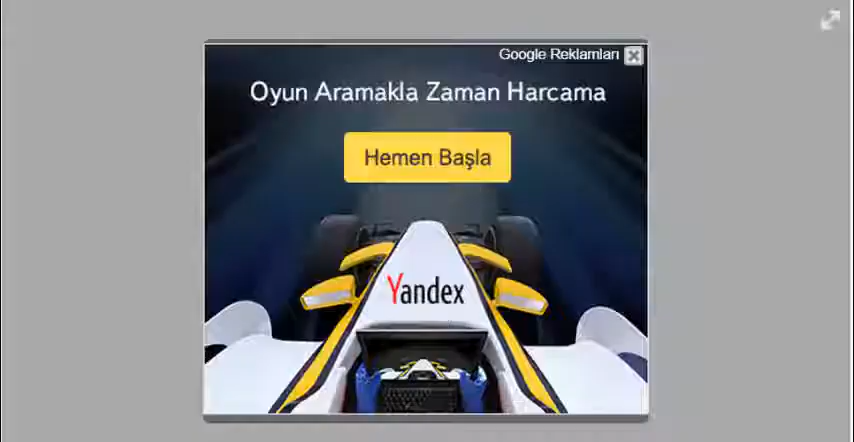 Google Reklamları
Oyun Aramakla Zaman Harcama
Hemen Başla
Yandex